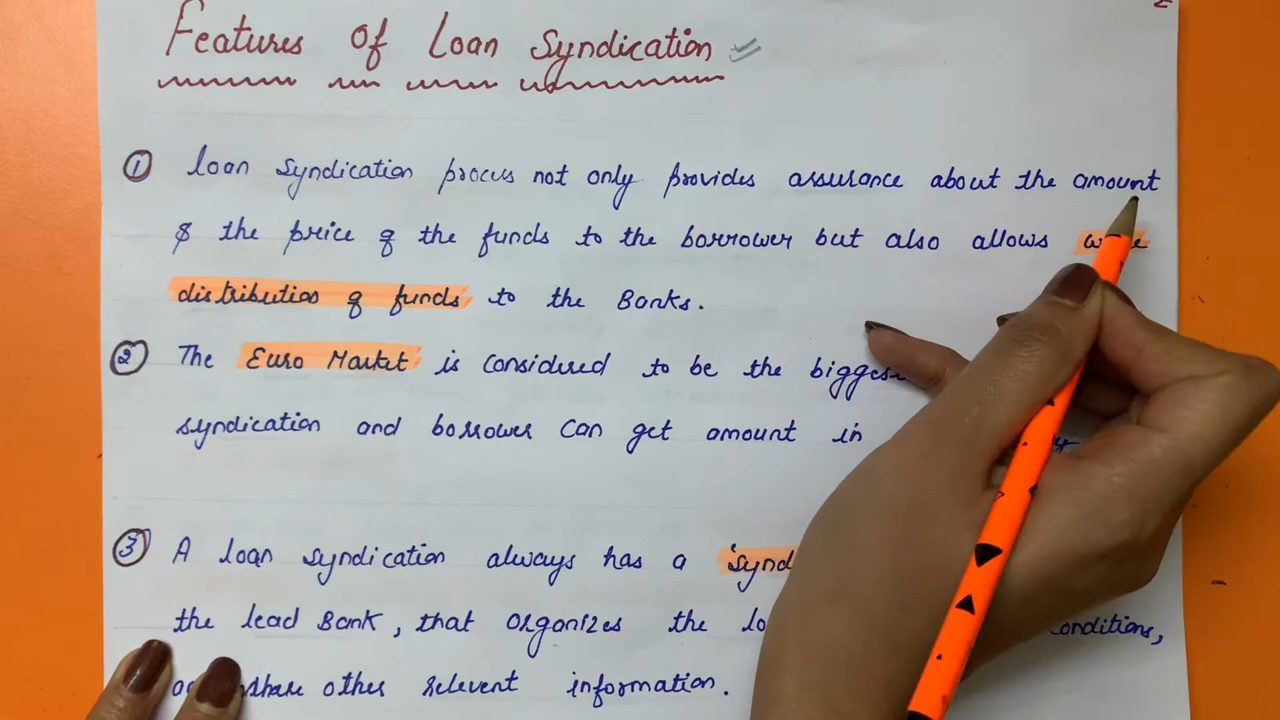 Features Of Loan Syndication
① Loan Syndication process not only provides assurance about the amount
& the price of the funds to the borrower but also allows
distribution of funds to the Banks.
② The Euro Market is considered to be the biggest
syndication and borrower can get amount in
③ A loan syndication always has a
the lead Bank, that organizes the conditions,
share other relevent information.